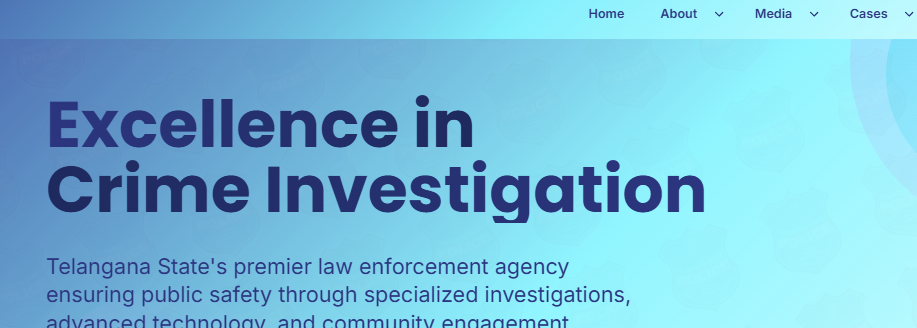 Home About Media Cases
Excellence in
Crime Investigation
Telangana State's premier law enforcement agency
ensuring public safety through specialized investigations,
advanced technology, and community engagement